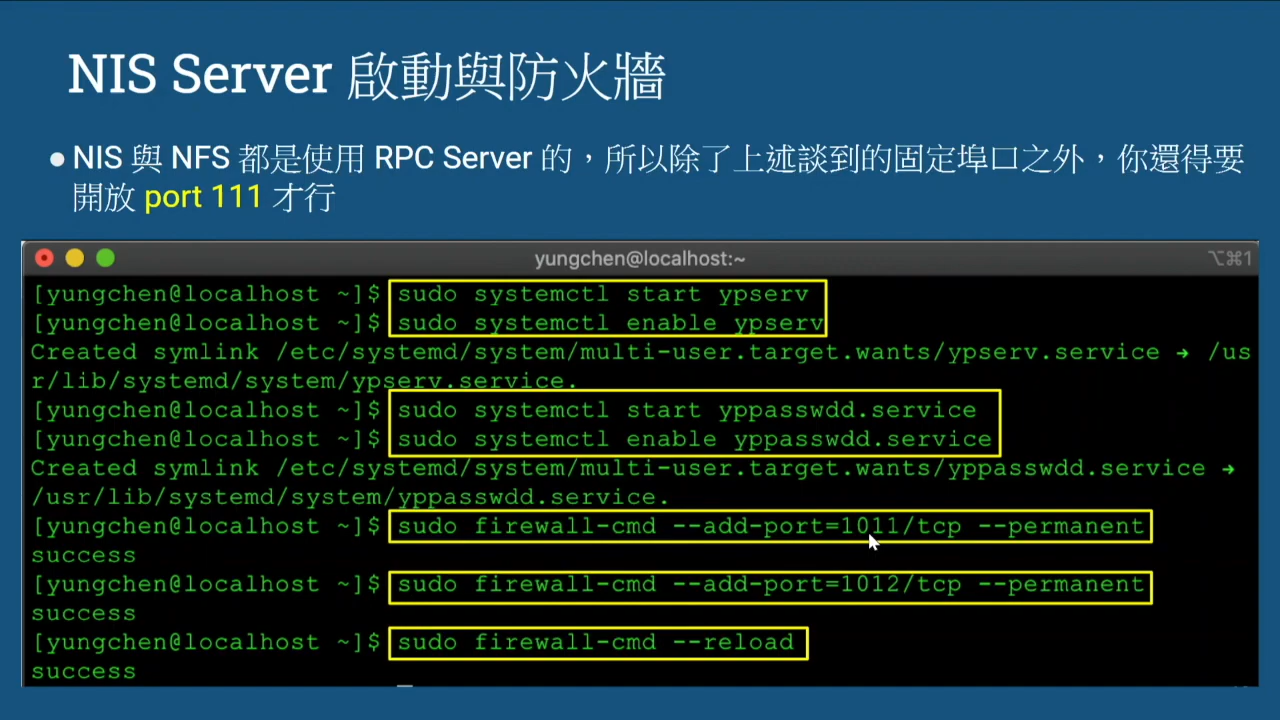 NIS Server 啟動與防火牆
●NIS 與 NFS 都是使用 RPC Server 的，所以除了上述談到的固定埠口之外，你還得要
開放 port 111 才行
yungchen@localhost:~
⌥⌘1
[yungchen@localhost ~]$ sudo systemctl start ypserv
[yungchen@localhost ~]$ sudo systemctl enable ypserv
Created symlink /etc/systemd/system/multi-user.target.wants/ypserv.service → /us
r/lib/systemd/system/ypserv.service.
[yungchen@localhost ~]$ sudo systemctl start yppasswdd.service
[yungchen@localhost ~]$ sudo systemctl enable yppasswdd.service
Created symlink /etc/systemd/system/multi-user.target.wants/yppasswdd.service →
/usr/lib/systemd/system/yppasswdd.service.
[yungchen@localhost ~]$ sudo firewall-cmd --add-port=1011/tcp --permanent
success
[yungchen@localhost ~]$ sudo firewall-cmd --add-port=1012/tcp --permanent
success
[yungchen@localhost ~]$ sudo firewall-cmd --reload
success